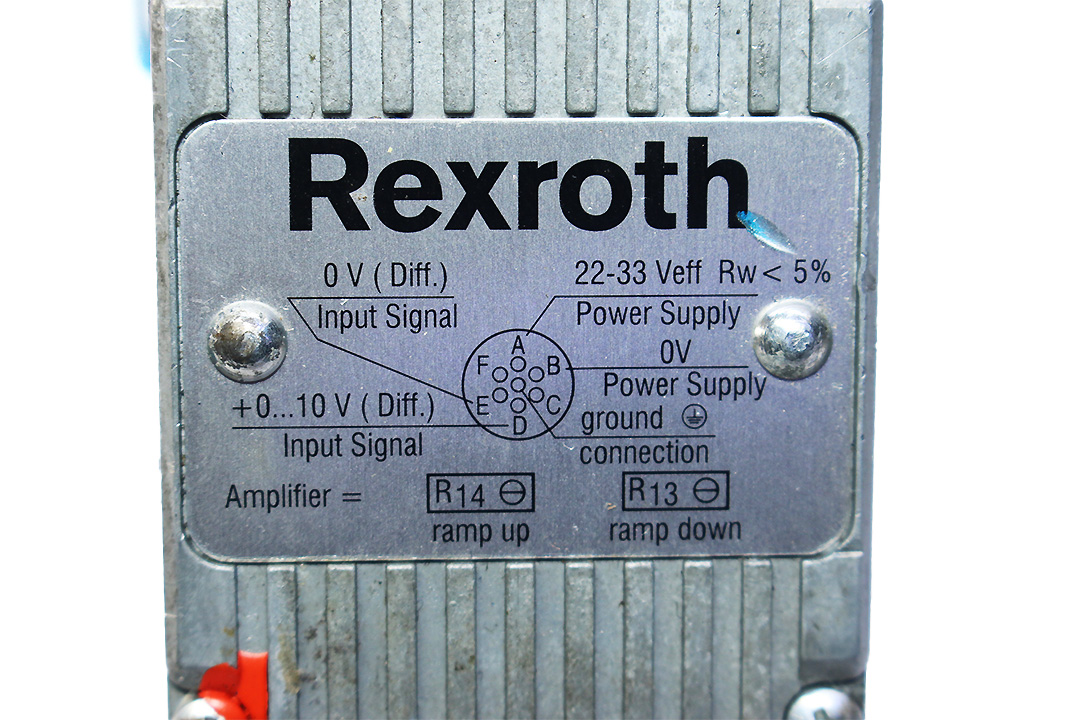 Rexroth
0 V ( Diff.)
Input Signal
22-33 Veff Rw < 5%
Power Supply
A
F B
E C
D
0V
Power Supply
+0...10 V ( Diff.)
Input Signal
ground
connection
Amplifier =
R14
ramp up
R13
ramp down